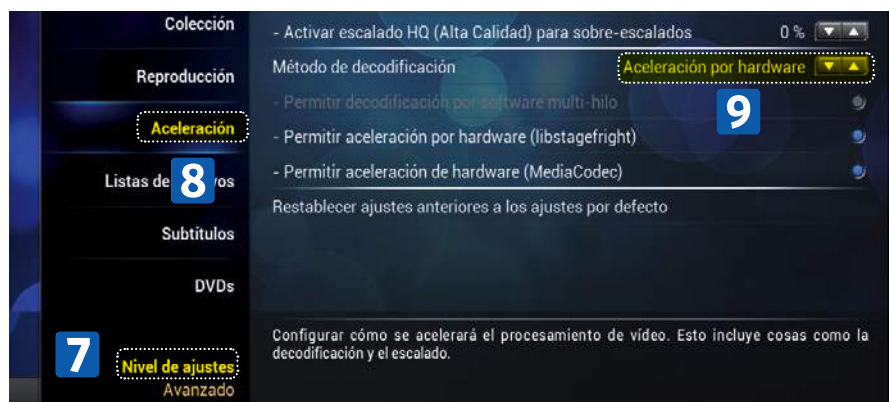 Colección
Reproducción
Aceleración
8
Listas de vos
Subtítulos
DVDs
7
Nivel de ajustes
Avanzado
- Activar escalado HQ (Alta Calidad) para sobre-escalados 0 %
Método de decodificación Aceleración por hardware
9
- Permitir decodificación por software multi-hilo
- Permitir aceleración por hardware (libstagefright)
- Permitir aceleración de hardware (MediaCodec)
Restablecer ajustes anteriores a los ajustes por defecto
Configurar cómo se acelerará el procesamiento de vídeo. Esto incluye cosas como la
decodificación y el escalado.